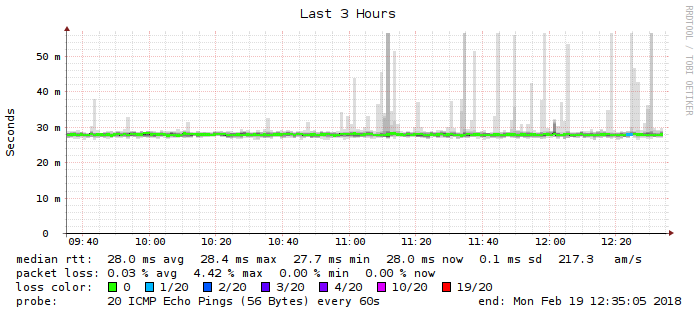 Last 3 Hours
RRDTOOL / TOBI OETIKER
Seconds
50 m
40 m
30 m
20 m
10 m
0
09:40 10:00 10:20 10:40 11:00 11:20 11:40 12:00 12:20
median rtt: 28.0 ms avg 28.4 ms max 27.7 ms min 28.0 ms now 0.1 ms sd 217.3 am/s
packet loss: 0.03 % avg 4.42 % max 0.00 % min 0.00 % now
loss color: 0 1/20 2/20 3/20 4/20 10/20 19/20
probe: 20 ICMP Echo Pings (56 Bytes) every 60s end: Mon Feb 19 12:35:05 2018